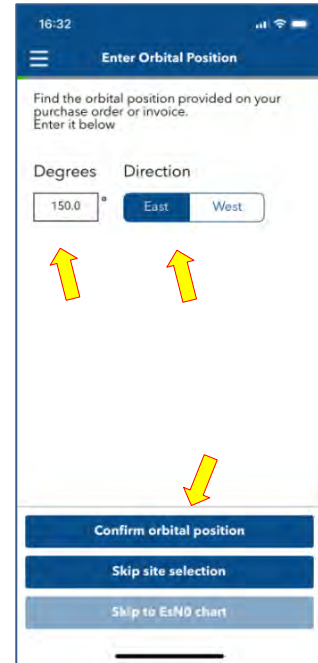 16:32
Enter Orbital Position
Find the orbital position provided on your
purchase order or invoice.
Enter it below
Degrees Direction
150.0 ° East West
Confirm orbital position
Skip site selection
Skip to EsN0 chart